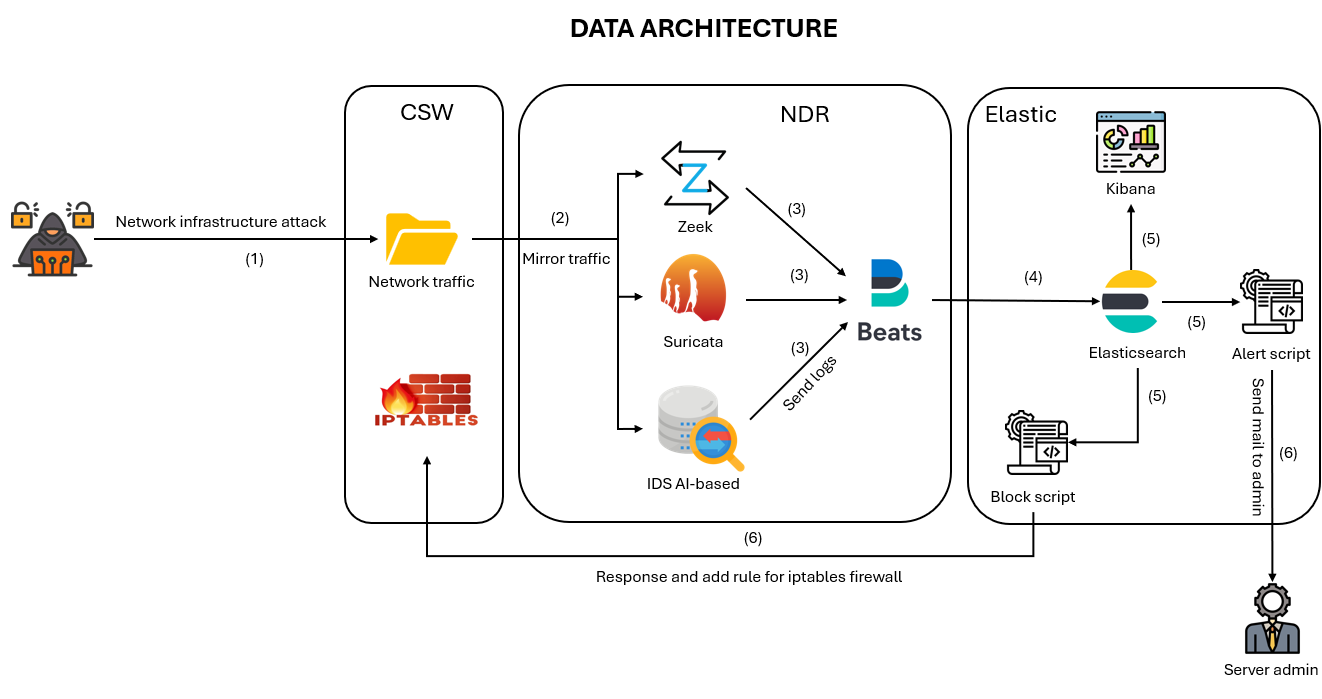 DATA ARCHITECTURE
CSW
NDR
Elastic
Network infrastructure attack
(1)
Network traffic
IPTABLES
(2)
Mirror traffic
Z
Zeek
(3)
Suricata
(3)
IDS AI-based
(3)
Send logs
Beats
(4)
Kibana
(5)
Elasticsearch
(5)
</>
Alert script
(5)
</>
Block script
Send mail to admin
(6)
(6)
Response and add rule for iptables firewall
Server admin